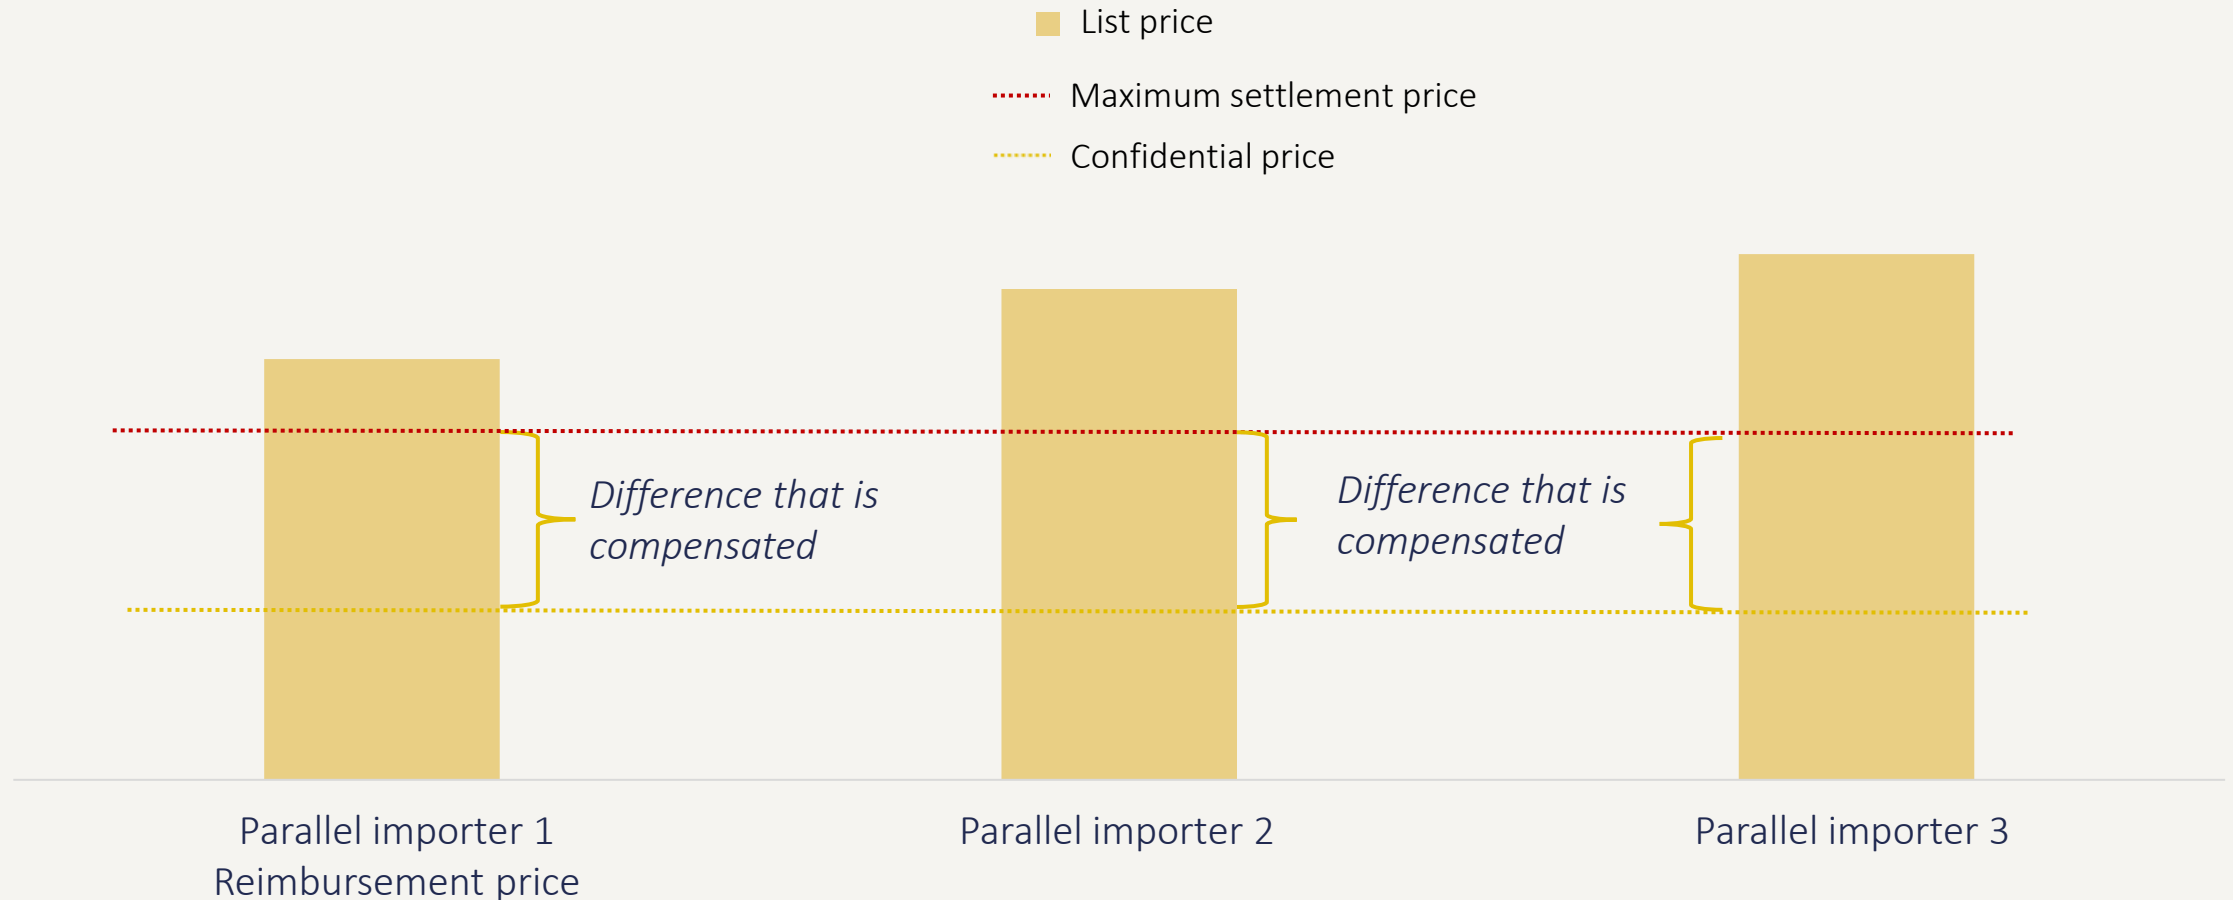 List price
Maximum settlement price
Confidential price
Difference that is
compensated
Difference that is
compensated
Parallel importer 1
Reimbursement price
Parallel importer 2
Parallel importer 3